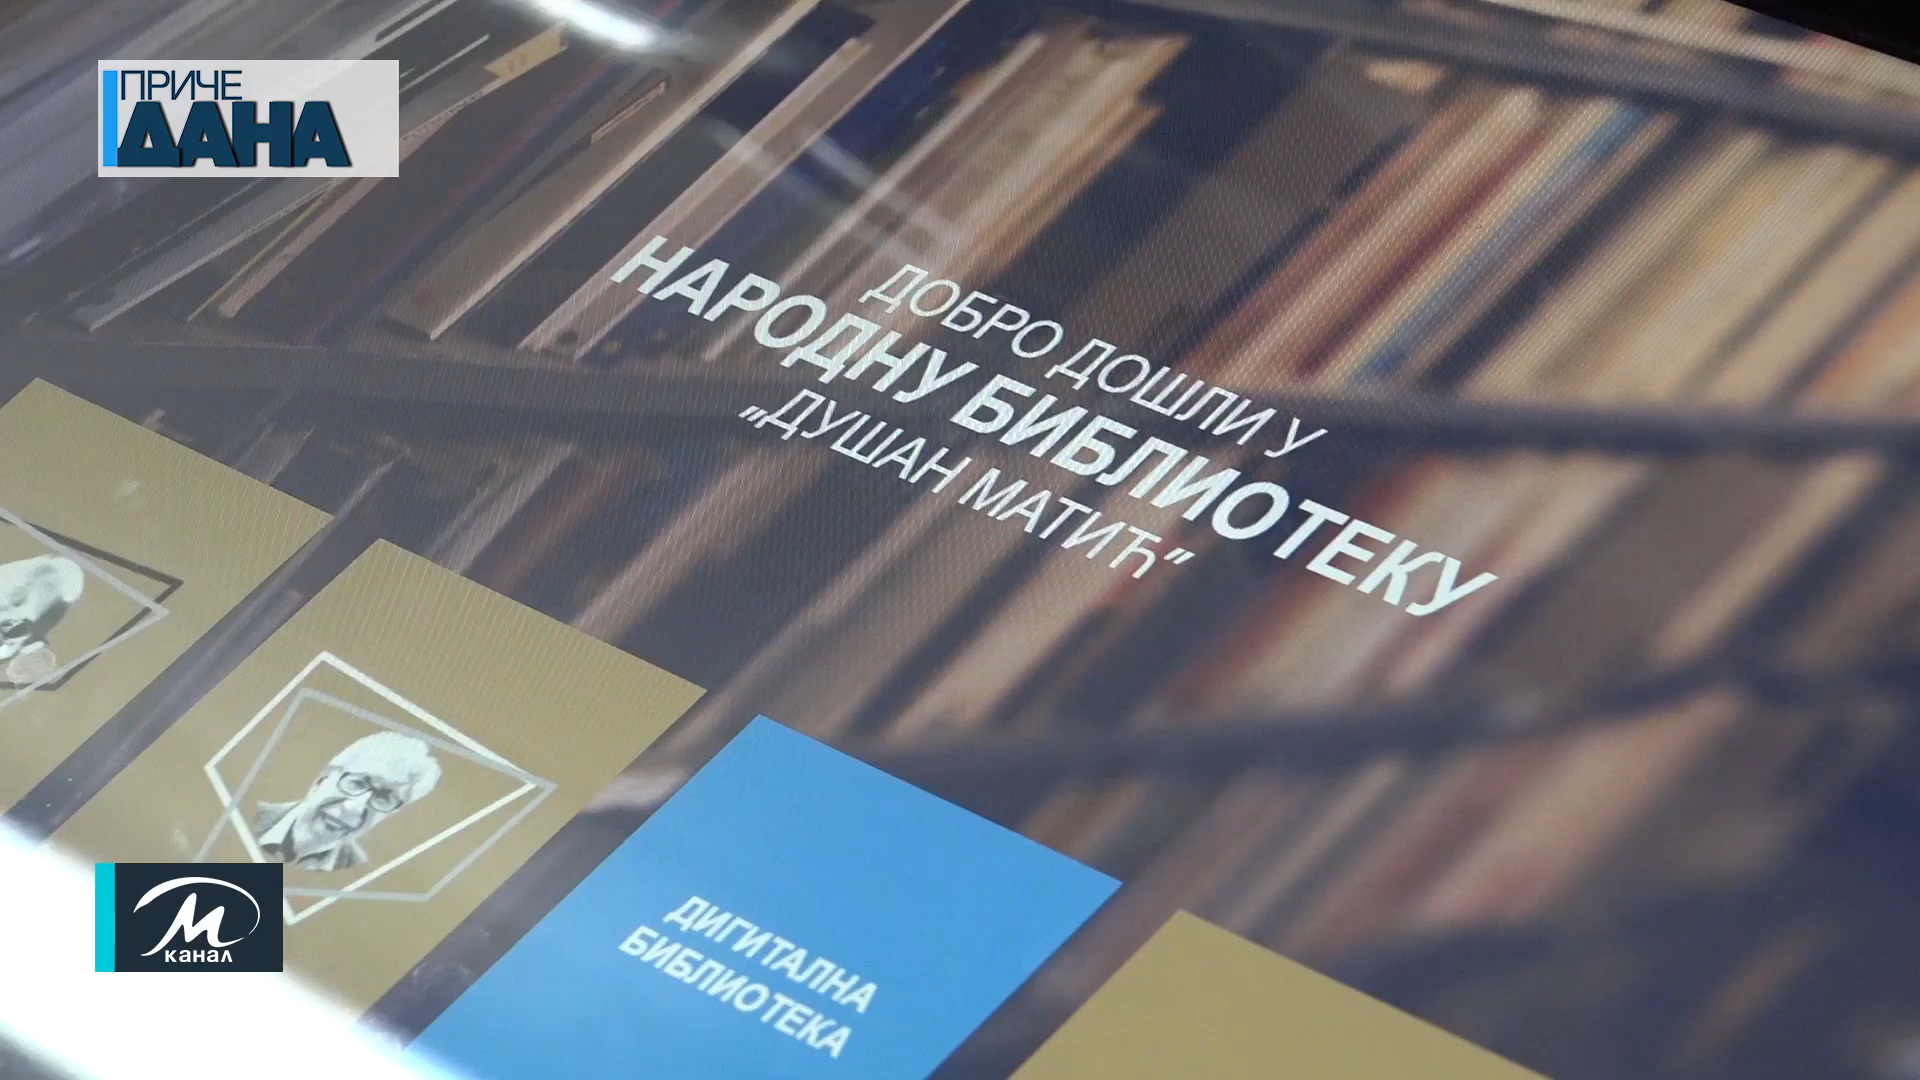 ПРИЧЕ
ДАНА
ДОБРО ДОШЛИ У
НАРОДНУ БИБЛИОТЕКУ
„ДУШАН МАТИЋ”
ДИГИТАЛНА
БИБЛИОТЕКА
М
канал